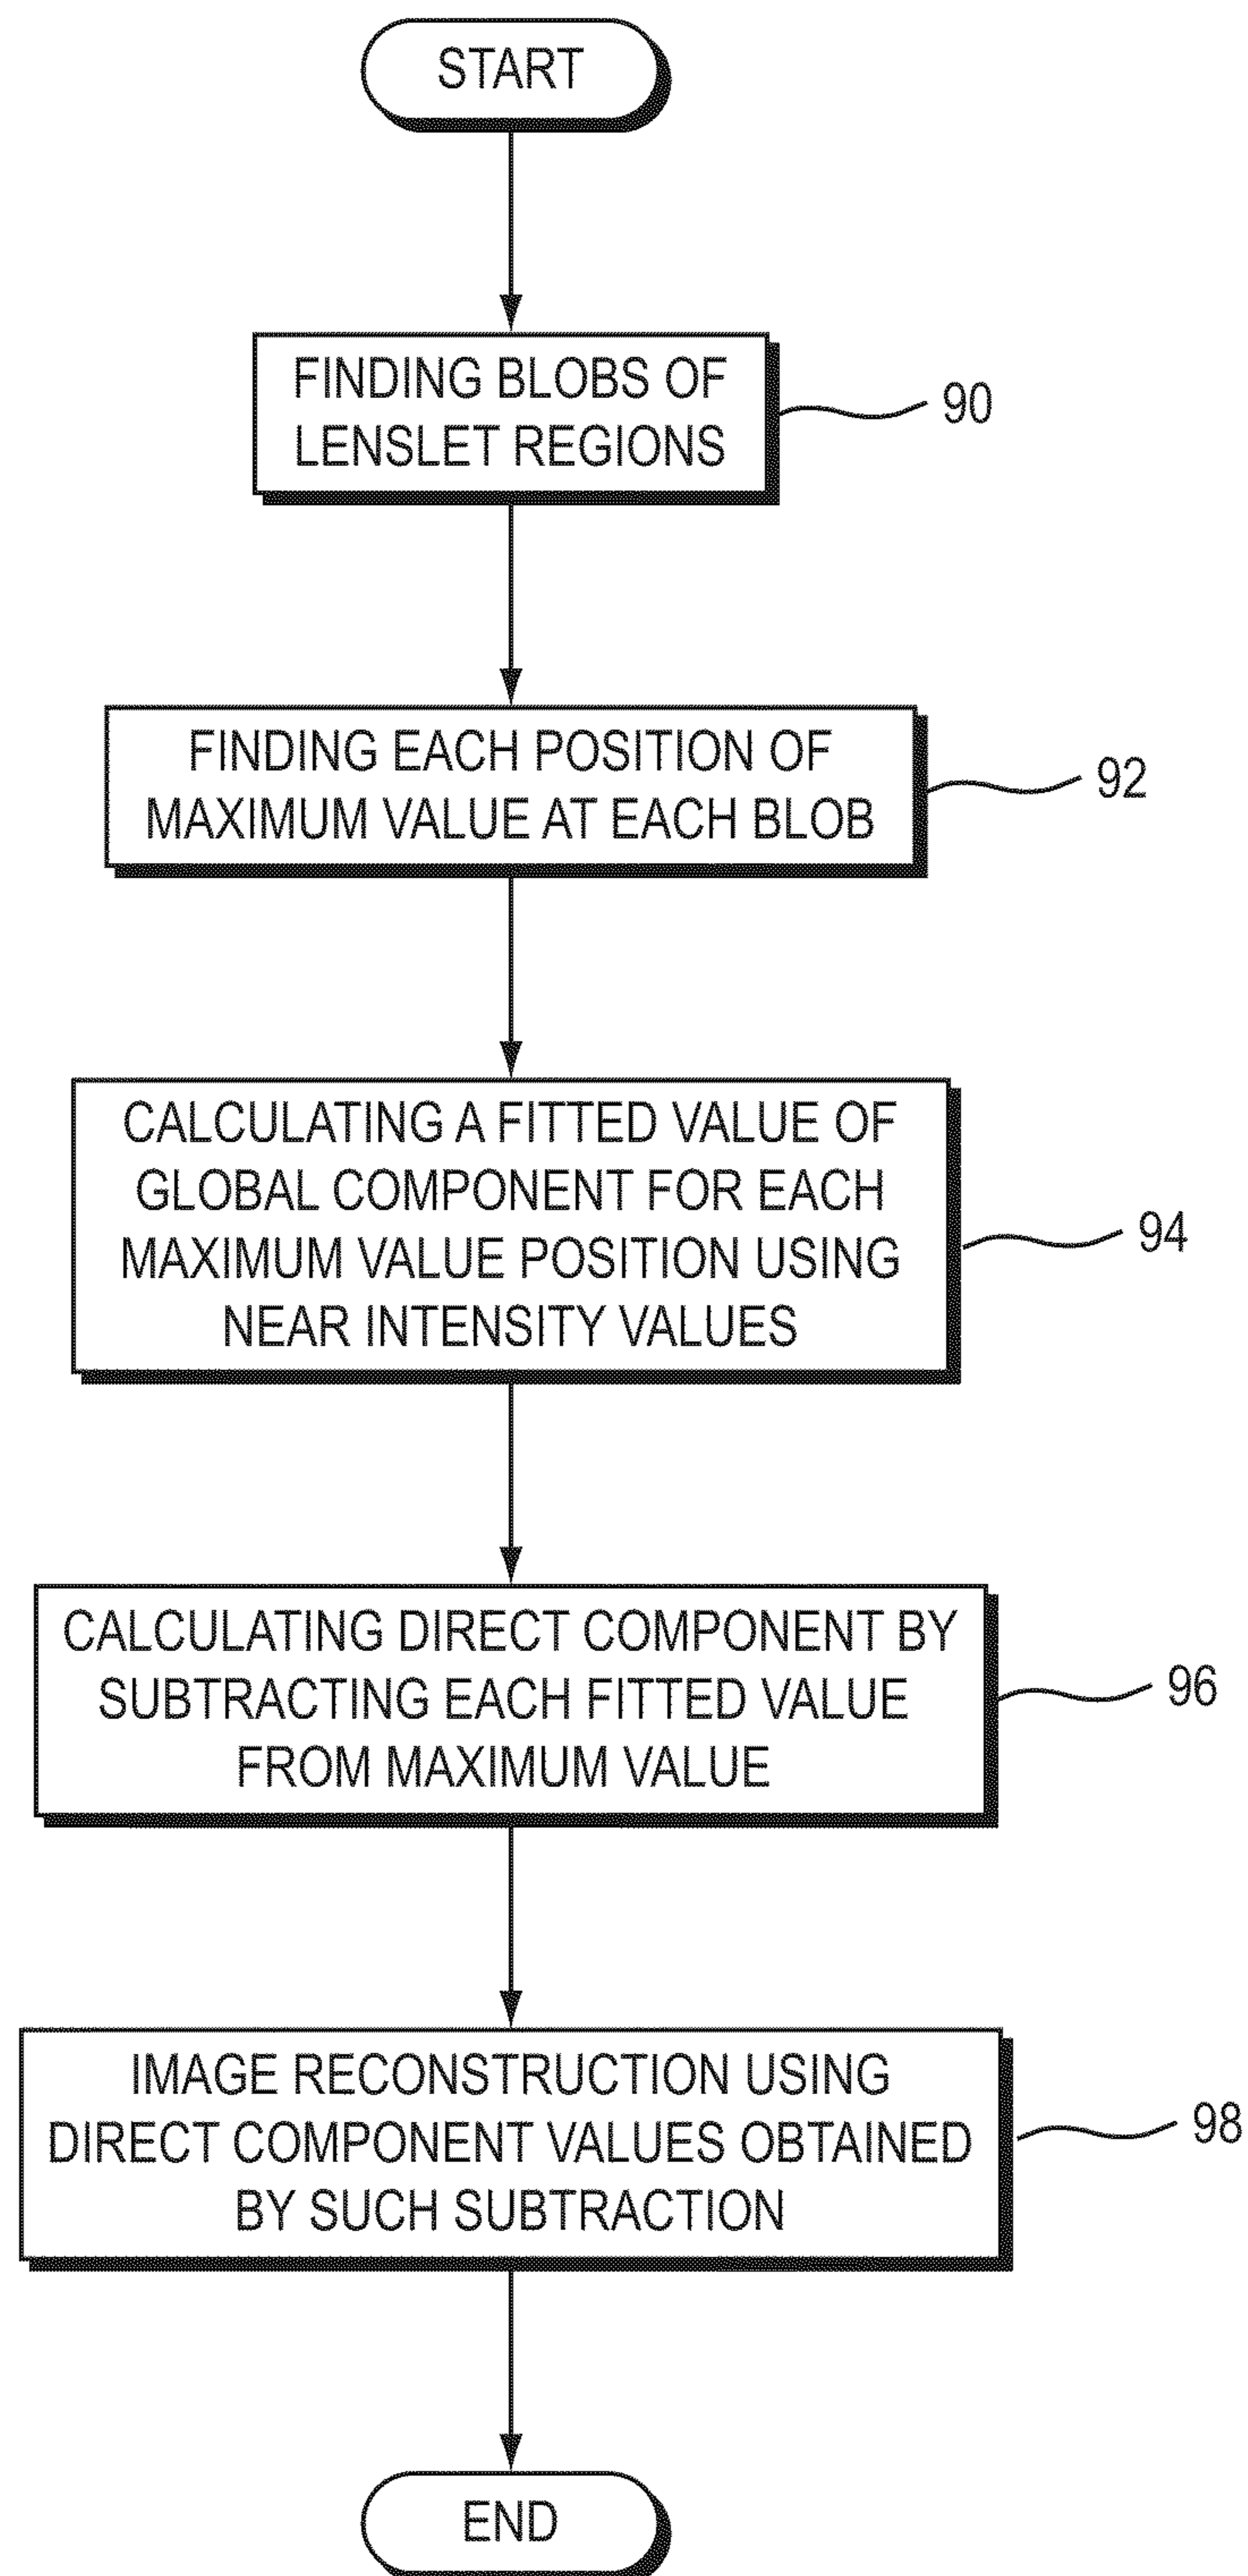 START
FINDING BLOBS OF
LENSLET REGIONS
90
FINDING EACH POSITION OF
MAXIMUM VALUE AT EACH BLOB
92
CALCULATING A FITTED VALUE OF
GLOBAL COMPONENT FOR EACH
MAXIMUM VALUE POSITION USING
NEAR INTENSITY VALUES
94
CALCULATING DIRECT COMPONENT BY
SUBTRACTING EACH FITTED VALUE
FROM MAXIMUM VALUE
96
IMAGE RECONSTRUCTION USING
DIRECT COMPONENT VALUES OBTAINED
BY SUCH SUBTRACTION
98
END